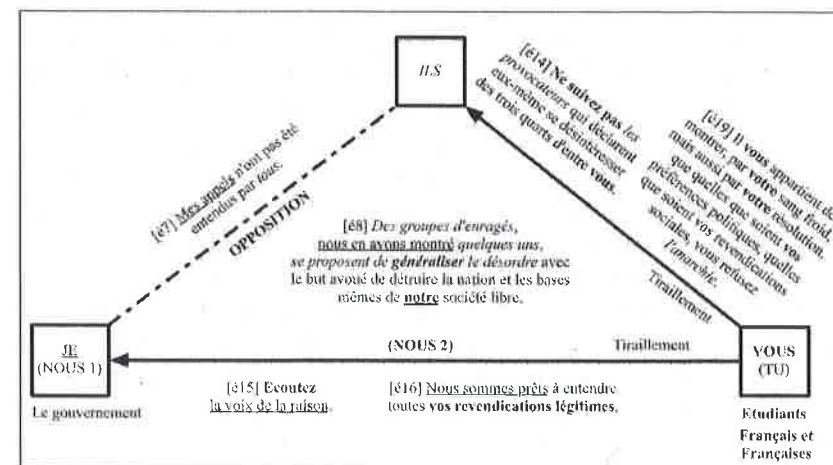 ILS
[é7] Mes appels n'ont pas été
entendus par tous.
OPPOSITION
[é14] Ne suivez pas les
provocateurs qui déclarent
eux-même se désintéresser
des trois quarts d'entre vous.
[é19] Il vous appartient de
montrer, par votre sang froid,
mais aussi par votre résolution,
que quelles que soient vos
préférences politiques, quelles
que soient vos revendications
sociales, vous refusez
l'anarchie.
Tiraillement
[é8] Des groupes d'enragés,
nous en avons montré quelques uns,
se proposent de généraliser le désordre avec
le but avoué de détruire la nation et les bases
mêmes de notre société libre.
JE
(NOUS 1)
Le gouvernement
(NOUS 2)
Tiraillement
[é15] Ecoutez
la voix de la raison.
[é16] Nous sommes prêts à entendre
toutes vos revendications légitimes.
VOUS
(TU)
Etudiants
Français et
Françaises